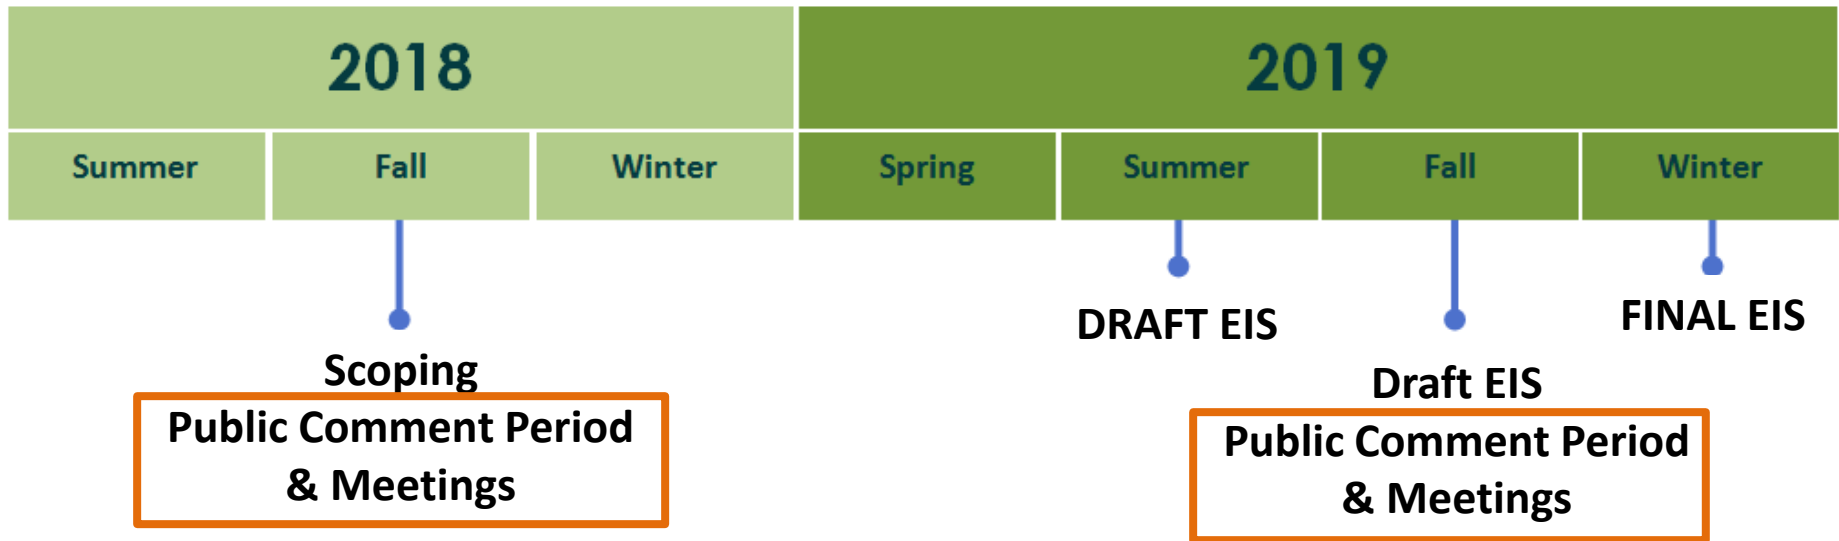 2018
2019
Summer
Fall
Winter
Spring
Summer
Fall
Winter
Scoping
Public Comment Period
& Meetings
DRAFT EIS
Draft EIS
Public Comment Period
& Meetings
FINAL EIS